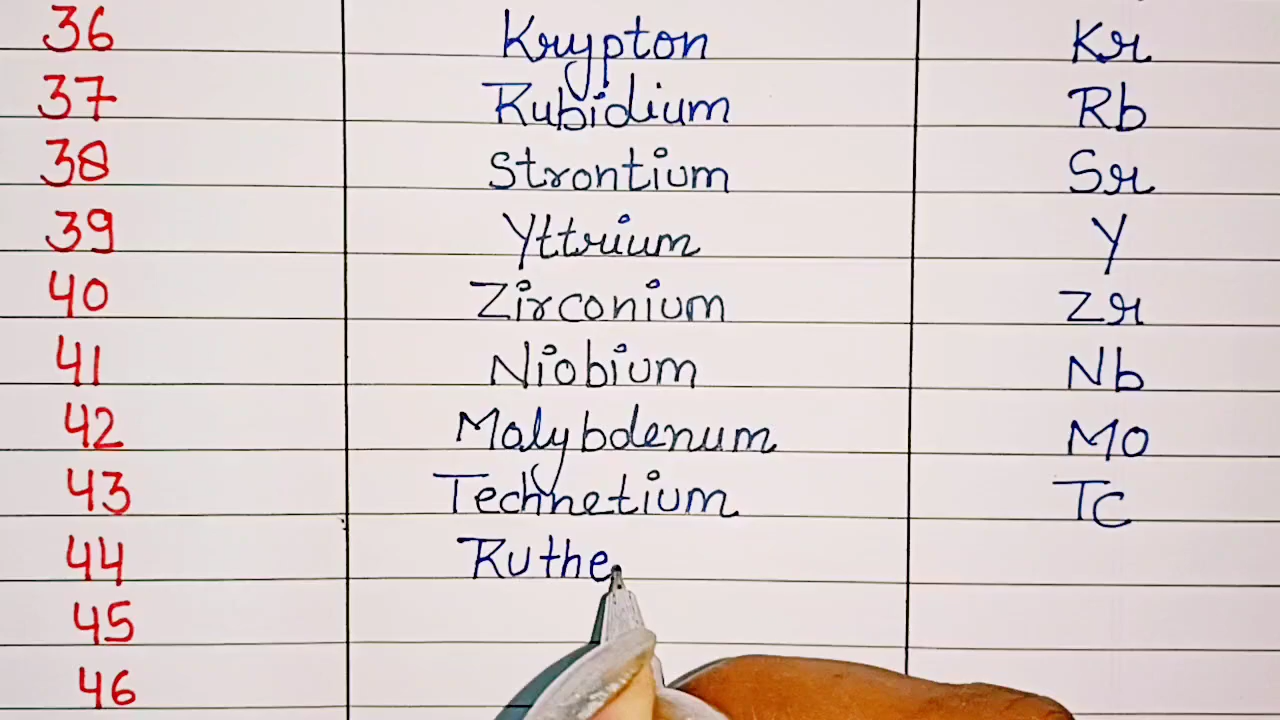 36 Krypton Kr
37 Rubidium Rb
38 Strontium Sr
39 Yttrium Y
40 Zirconium Zr
41 Niobium Nb
42 Molybdenum Mo
43 Technetium Tc
44 Ruthe
45
46